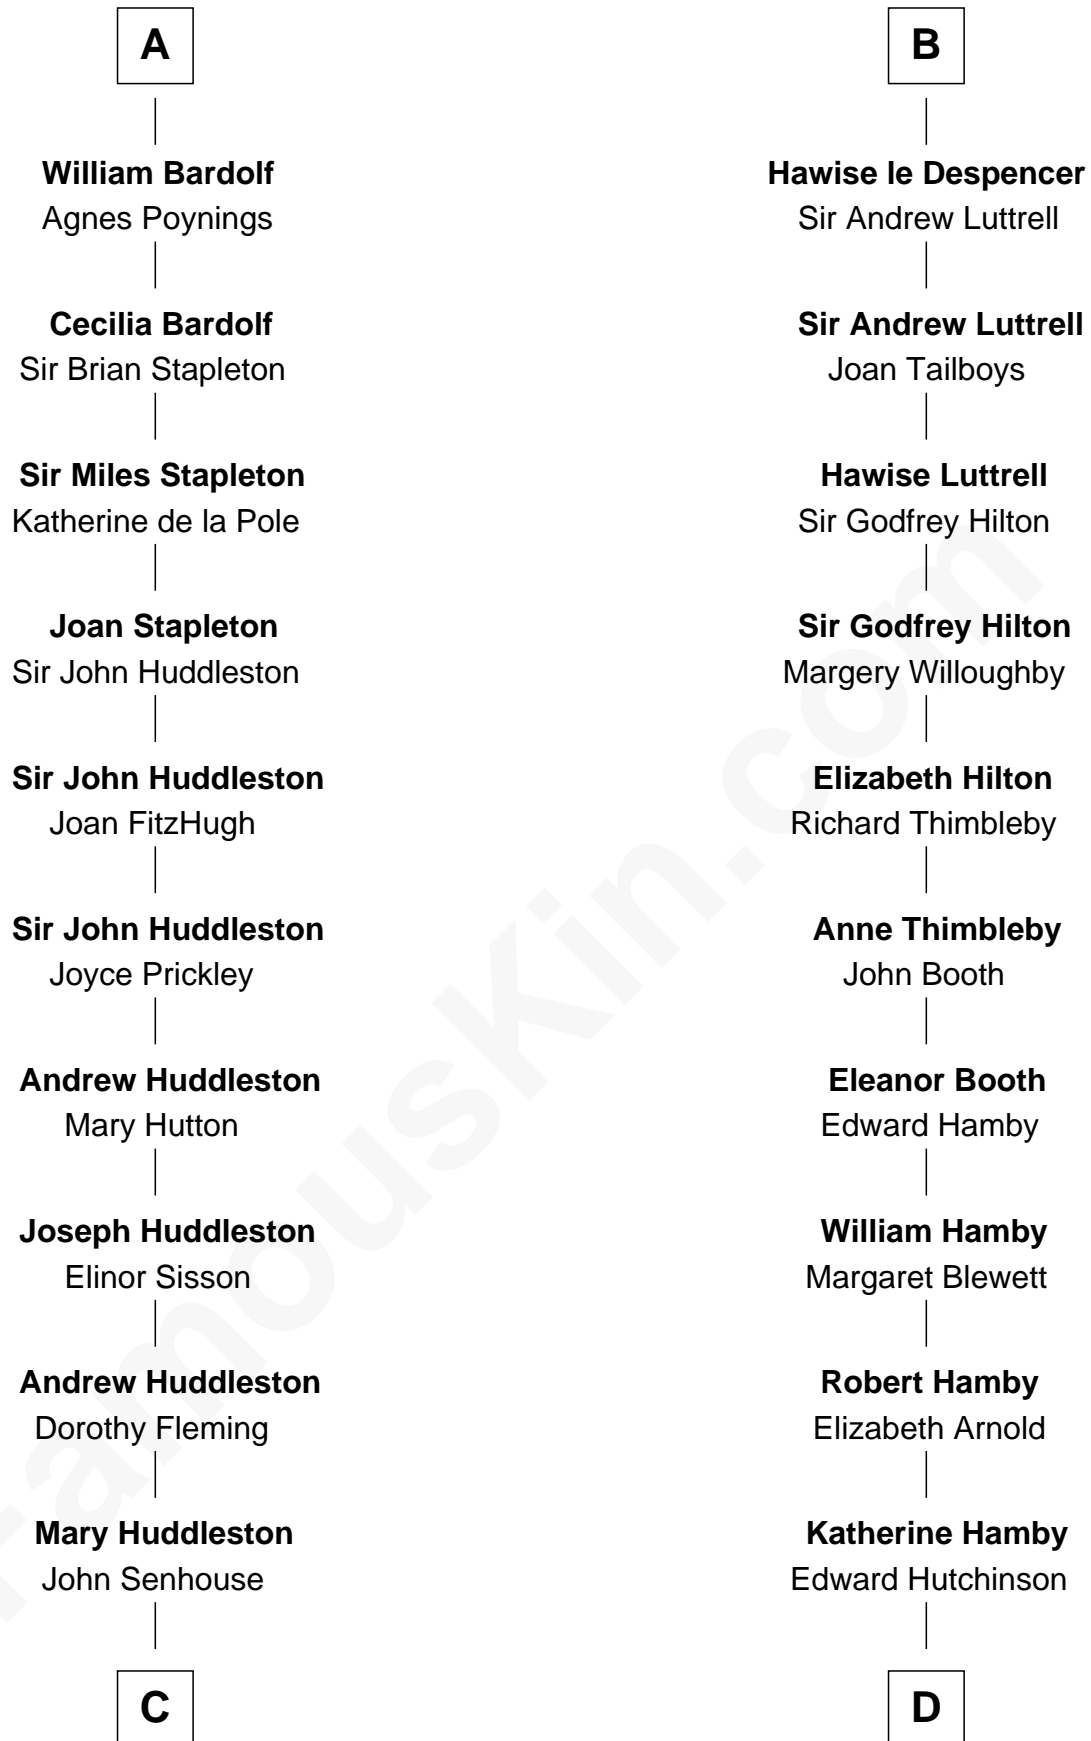 A
William Bardolf
Agnes Poynings
Cecilia Bardolf
Sir Brian Stapleton
Sir Miles Stapleton
Katherine de la Pole
Joan Stapleton
Sir John Huddleston
Sir John Huddleston
Joan FitzHugh
Sir John Huddleston
Joyce Prickley
Andrew Huddleston
Mary Hutton
Joseph Huddleston
Elinor Sisson
Andrew Huddleston
Dorothy Fleming
Mary Huddleston
John Senhouse
C
B
Hawise le Despencer
Sir Andrew Luttrell
Sir Andrew Luttrell
Joan Tailboys
Hawise Luttrell
Sir Godfrey Hilton
Sir Godfrey Hilton
Margery Willoughby
Elizabeth Hilton
Richard Thimbleby
Anne Thimbleby
John Booth
Eleanor Booth
Edward Hamby
William Hamby
Margaret Blewett
Robert Hamby
Elizabeth Arnold
Katherine Hamby
Edward Hutchinson
D
FamousKin.com